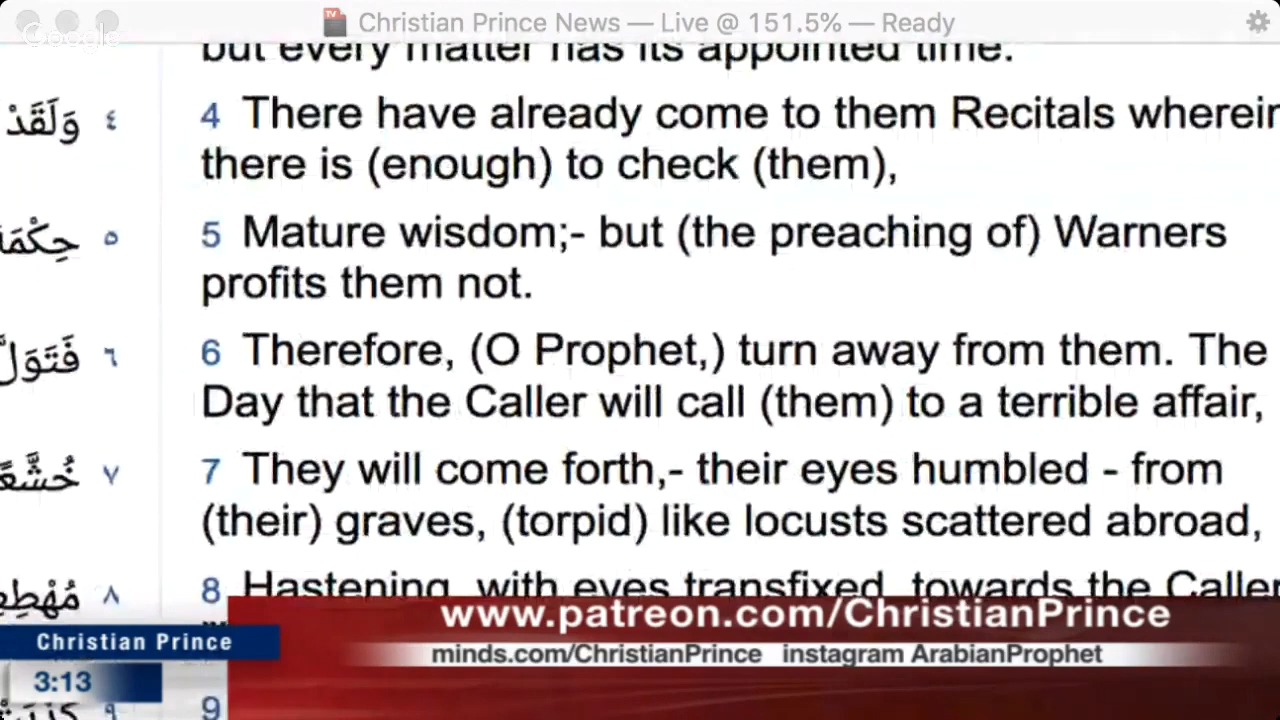 Christian Prince News — Live @ 151.5% — Ready
Google
but every matter has its appointed time.
وَلَقَدْ ٤ 4 There have already come to them Recitals wherein
there is (enough) to check (them),
٥ 5 Mature wisdom;- but (the preaching of) Warners
profits them not.
٦ 6 Therefore, (O Prophet,) turn away from them. The
Day that the Caller will call (them) to a terrible affair,
٧ 7 They will come forth,- their eyes humbled - from
(their) graves, (torpid) like locusts scattered abroad,
٨ 8 Hastening, with eyes transfixed, towards the Caller
www.patreon.com/ChristianPrince
Christian Prince
minds.com/ChristianPrince instagram ArabianProphet
3:13
٩ 9